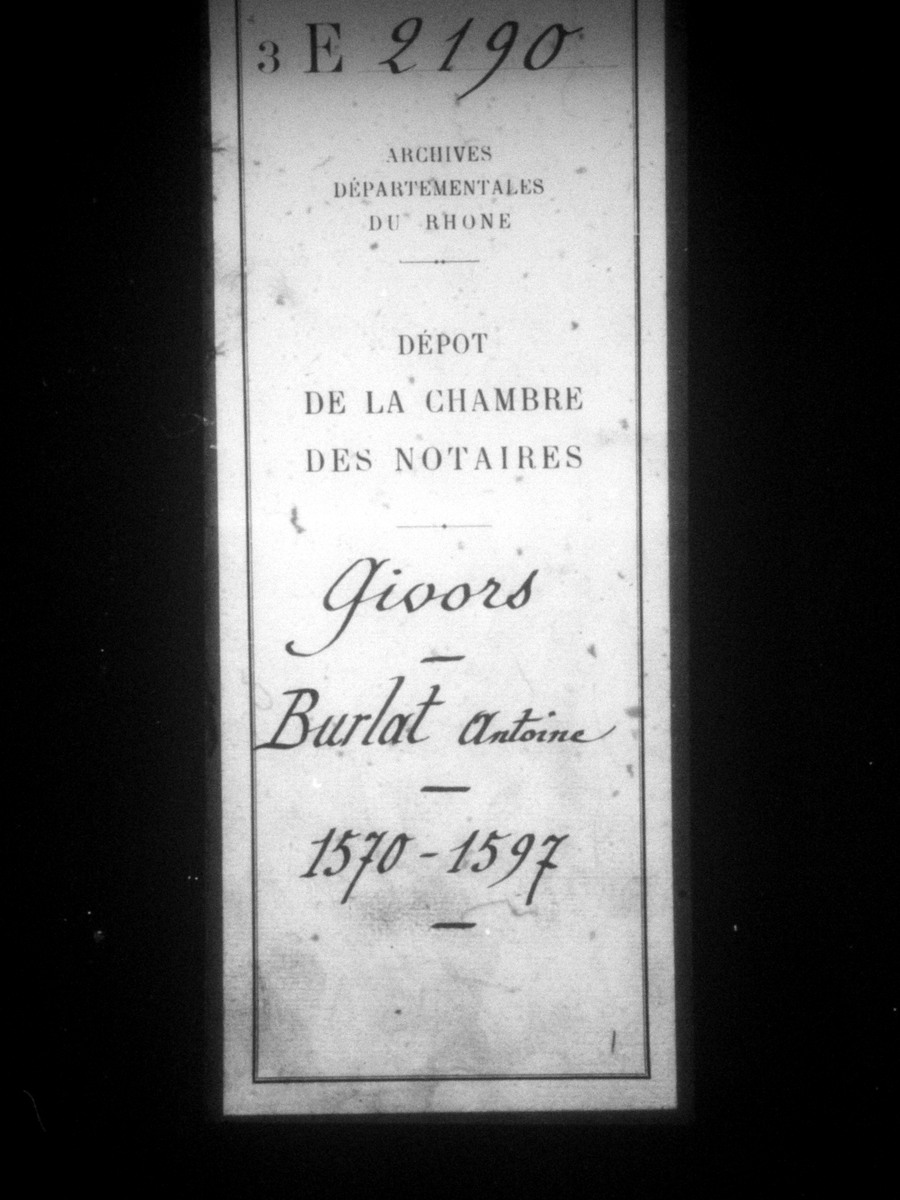 3 E 2190
ARCHIVES
DÉPARTEMENTALES
DU RHONE
DÉPOT
DE LA CHAMBRE
DES NOTAIRES
Givors
Burlat Antoine
1570-1597